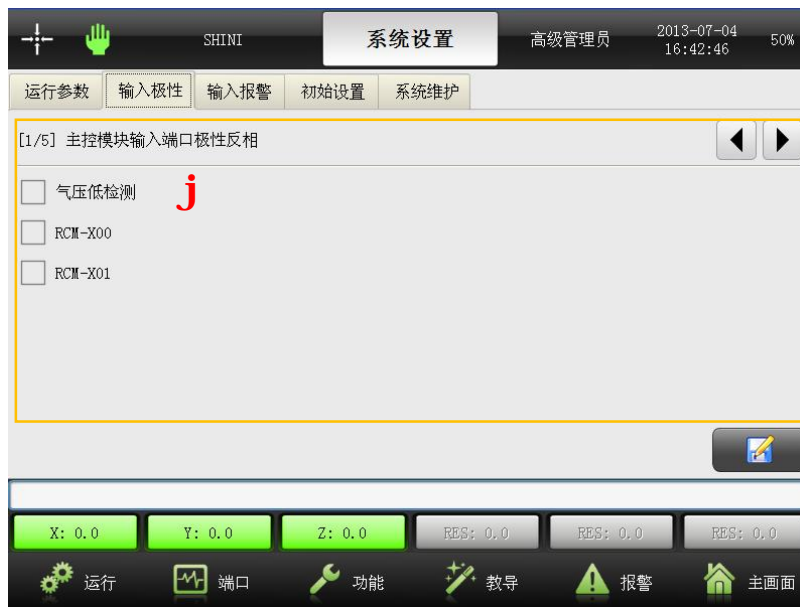 SHINI 系统设置 高级管理员 2013-07-04 50%
16:42:46
运行参数 输入极性 输入报警 初始设置 系统维护
[1/5] 主控模块输入端口极性反相
气压低检测 j
RCM-X00
RCM-X01
X: 0.0 Y: 0.0 Z: 0.0 RES: 0.0 RES: 0.0 RES: 0.0
运行 端口 功能 教导 报警 主画面